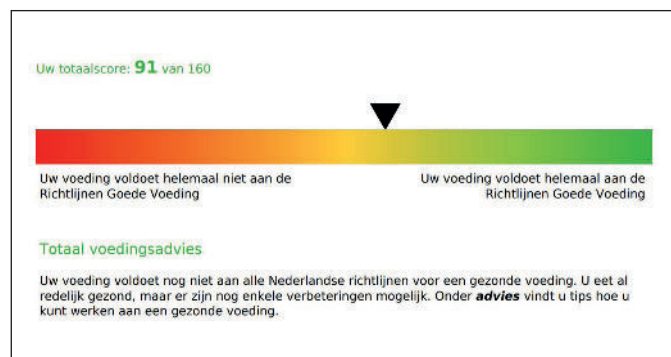 Uw totaalscore: 91 van 160
Uw voeding voldoet helemaal niet aan de
Richtlijnen Goede Voeding
Uw voeding voldoet helemaal aan de
Richtlijnen Goede Voeding
Totaal voedingsadvies
Uw voeding voldoet nog niet aan alle Nederlandse richtlijnen voor een gezonde voeding. U eet al
redelijk gezond, maar er zijn nog enkele verbeteringen mogelijk. Onder advies vindt u tips hoe u
kunt werken aan een gezonde voeding.